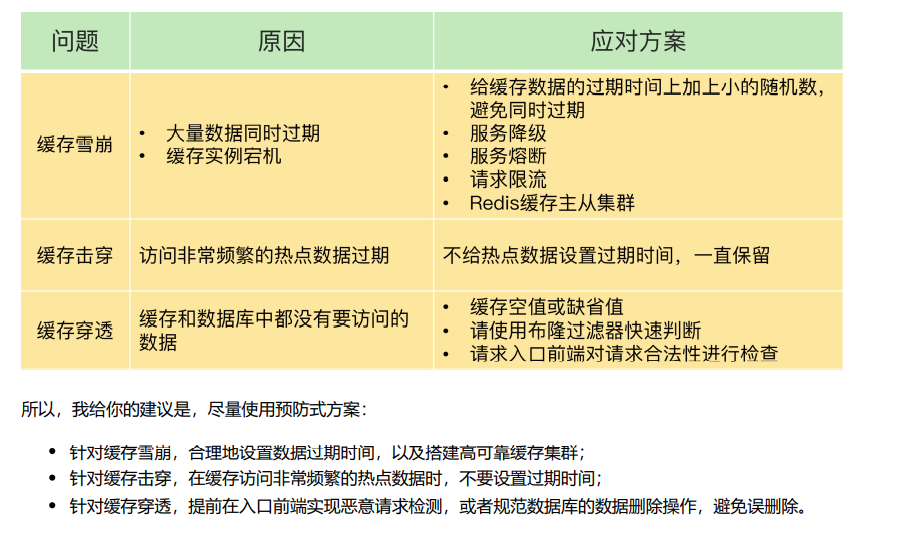 问题 原因 应对方案
缓存雪崩
• 大量数据同时过期
• 缓存实例宕机
• 给缓存数据的过期时间上加上小的随机数，
避免同时过期
• 服务降级
• 服务熔断
• 请求限流
• Redis缓存主从集群
缓存击穿
访问非常频繁的热点数据过期
不给热点数据设置过期时间，一直保留
缓存穿透
缓存和数据库中都没有要访问的
数据
• 缓存空值或缺省值
• 请使用布隆过滤器快速判断
• 请求入口前端对请求合法性进行检查
所以，我给你的建议是，尽量使用预防式方案：
• 针对缓存雪崩，合理地设置数据过期时间，以及搭建高可靠缓存集群；
• 针对缓存击穿，在缓存访问非常频繁的热点数据时，不要设置过期时间；
• 针对缓存穿透，提前在入口前端实现恶意请求检测，或者规范数据库的数据删除操作，避免误删除。